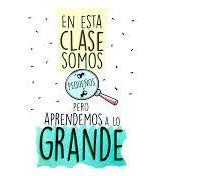 EN ESTA
CLASE
SOMOS
PEQUEÑOS
PERO
APRENDEMOS A LO
GRANDE